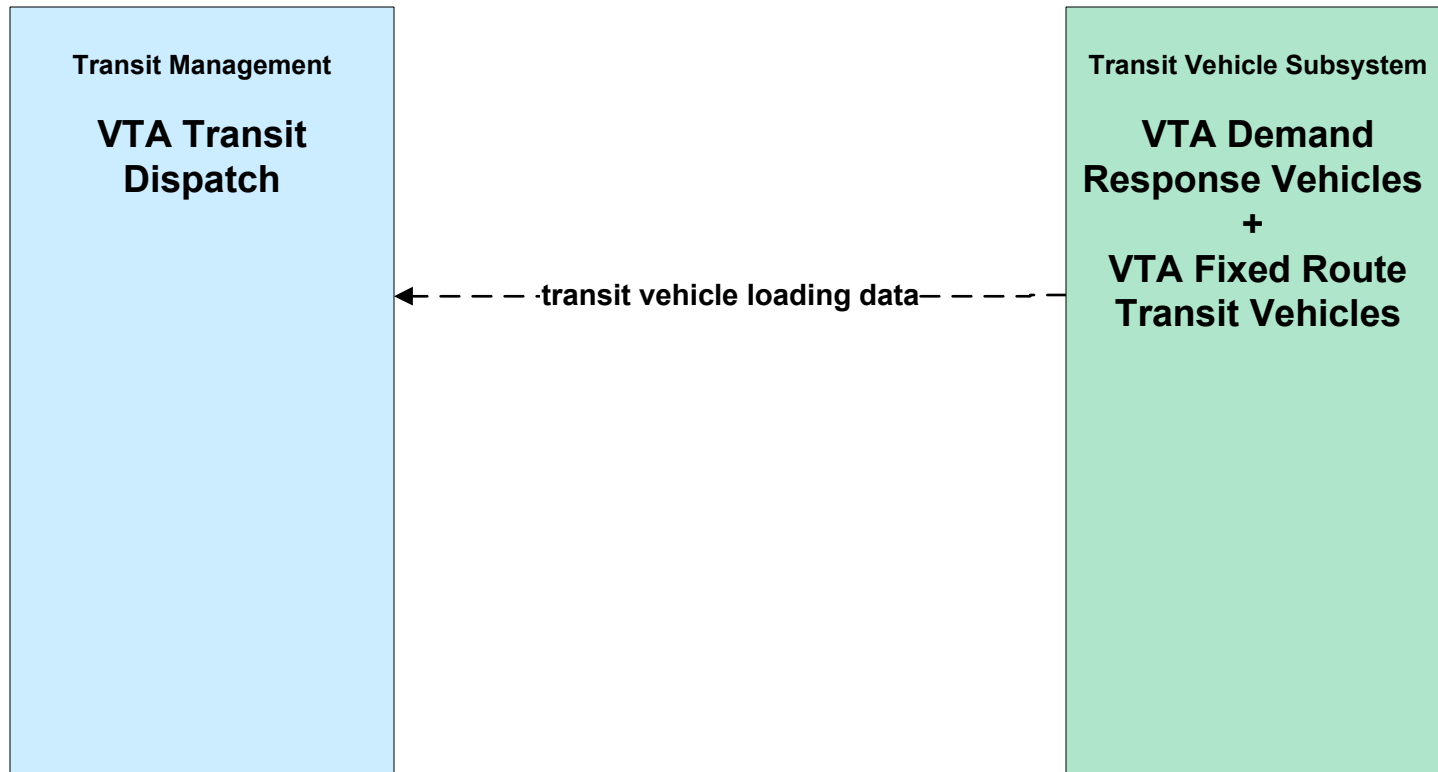 Transit Management
VTA Transit
Dispatch
transit vehicle loading data
Transit Vehicle Subsystem
VTA Demand
Response Vehicles
+
VTA Fixed Route
Transit Vehicles